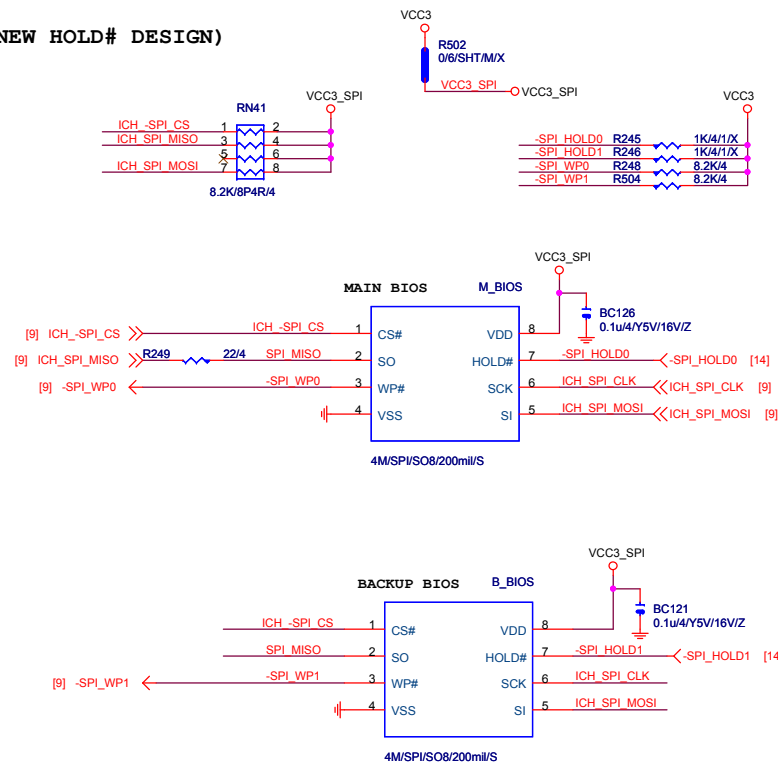 NEW HOLD# DESIGN)
VCC3
R502
0/6/SHT/M/X
VCC3_SPI
VCC3_SPI
RN41
VCC3_SPI
ICH_-SPI_CS 1 2
ICH_SPI_MISO 3 4
5 6
ICH_SPI_MOSI 7 8
8.2K/8P4R/4
VCC3
-SPI_HOLD0 R245 1K/4/1/X
-SPI_HOLD1 R246 1K/4/1/X
-SPI_WP0 R248 8.2K/4
-SPI_WP1 R504 8.2K/4
VCC3_SPI
MAIN BIOS M_BIOS
BC126
0.1u/4/Y5V/16V/Z
[9] ICH_-SPI_CS ICH_-SPI_CS 1 CS# VDD 8
[9] ICH_SPI_MISO R249 22/4 SPI_MISO 2 SO HOLD# 7 -SPI_HOLD0 -SPI_HOLD0 [14]
[9] -SPI_WP0 -SPI_WP0 3 WP# SCK 6 ICH_SPI_CLK ICH_SPI_CLK [9]
4 VSS SI 5 ICH_SPI_MOSI ICH_SPI_MOSI [9]
4M/SPI/SO8/200mil/S
VCC3_SPI
BACKUP BIOS B_BIOS
BC121
0.1u/4/Y5V/16V/Z
ICH_-SPI_CS 1 CS# VDD 8
SPI_MISO 2 SO HOLD# 7 -SPI_HOLD1 -SPI_HOLD1 [14
[9] -SPI_WP1 -SPI_WP1 3 WP# SCK 6 ICH_SPI_CLK
4 VSS SI 5 ICH_SPI_MOSI
4M/SPI/SO8/200mil/S